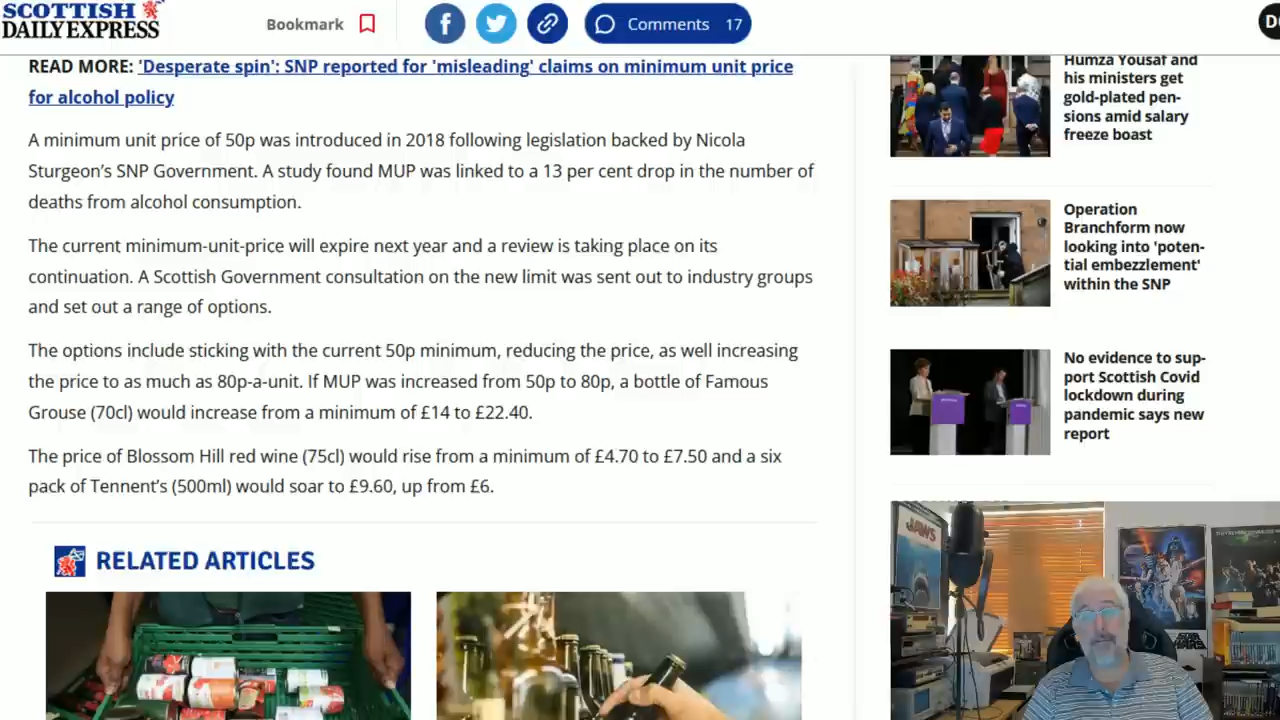 SCOTTISH
DAILY EXPRESS
Bookmark
Comments 17
D
READ MORE: 'Desperate spin': SNP reported for 'misleading' claims on minimum unit price
for alcohol policy
A minimum unit price of 50p was introduced in 2018 following legislation backed by Nicola
Sturgeon's SNP Government. A study found MUP was linked to a 13 per cent drop in the number of
deaths from alcohol consumption.
The current minimum-unit-price will expire next year and a review is taking place on its
continuation. A Scottish Government consultation on the new limit was sent out to industry groups
and set out a range of options.
The options include sticking with the current 50p minimum, reducing the price, as well increasing
the price to as much as 80p-a-unit. If MUP was increased from 50p to 80p, a bottle of Famous
Grouse (70cl) would increase from a minimum of £14 to £22.40.
The price of Blossom Hill red wine (75cl) would rise from a minimum of £4.70 to £7.50 and a six
pack of Tennent's (500ml) would soar to £9.60, up from £6.
RELATED ARTICLES
Humza Yousaf and
his ministers get
gold-plated pen-
sions amid salary
freeze boast
Operation
Branchform now
looking into 'poten-
tial embezzlement'
within the SNP
No evidence to sup-
port Scottish Covid
lockdown during
pandemic says new
report
JAWS
STAR
WARS